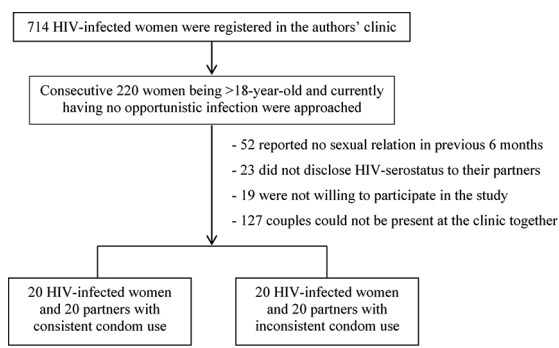 714 HIV-infected women were registered in the authors’ clinic
Consecutive 220 women being >18-year-old and currently
having no opportunistic infection were approached
- 52 reported no sexual relation in previous 6 months
- 23 did not disclose HIV-serostatus to their partners
- 19 were not willing to participate in the study
- 127 couples could not be present at the clinic together
20 HIV-infected women
and 20 partners with
consistent condom use
20 HIV-infected women
and 20 partners with
inconsistent condom use